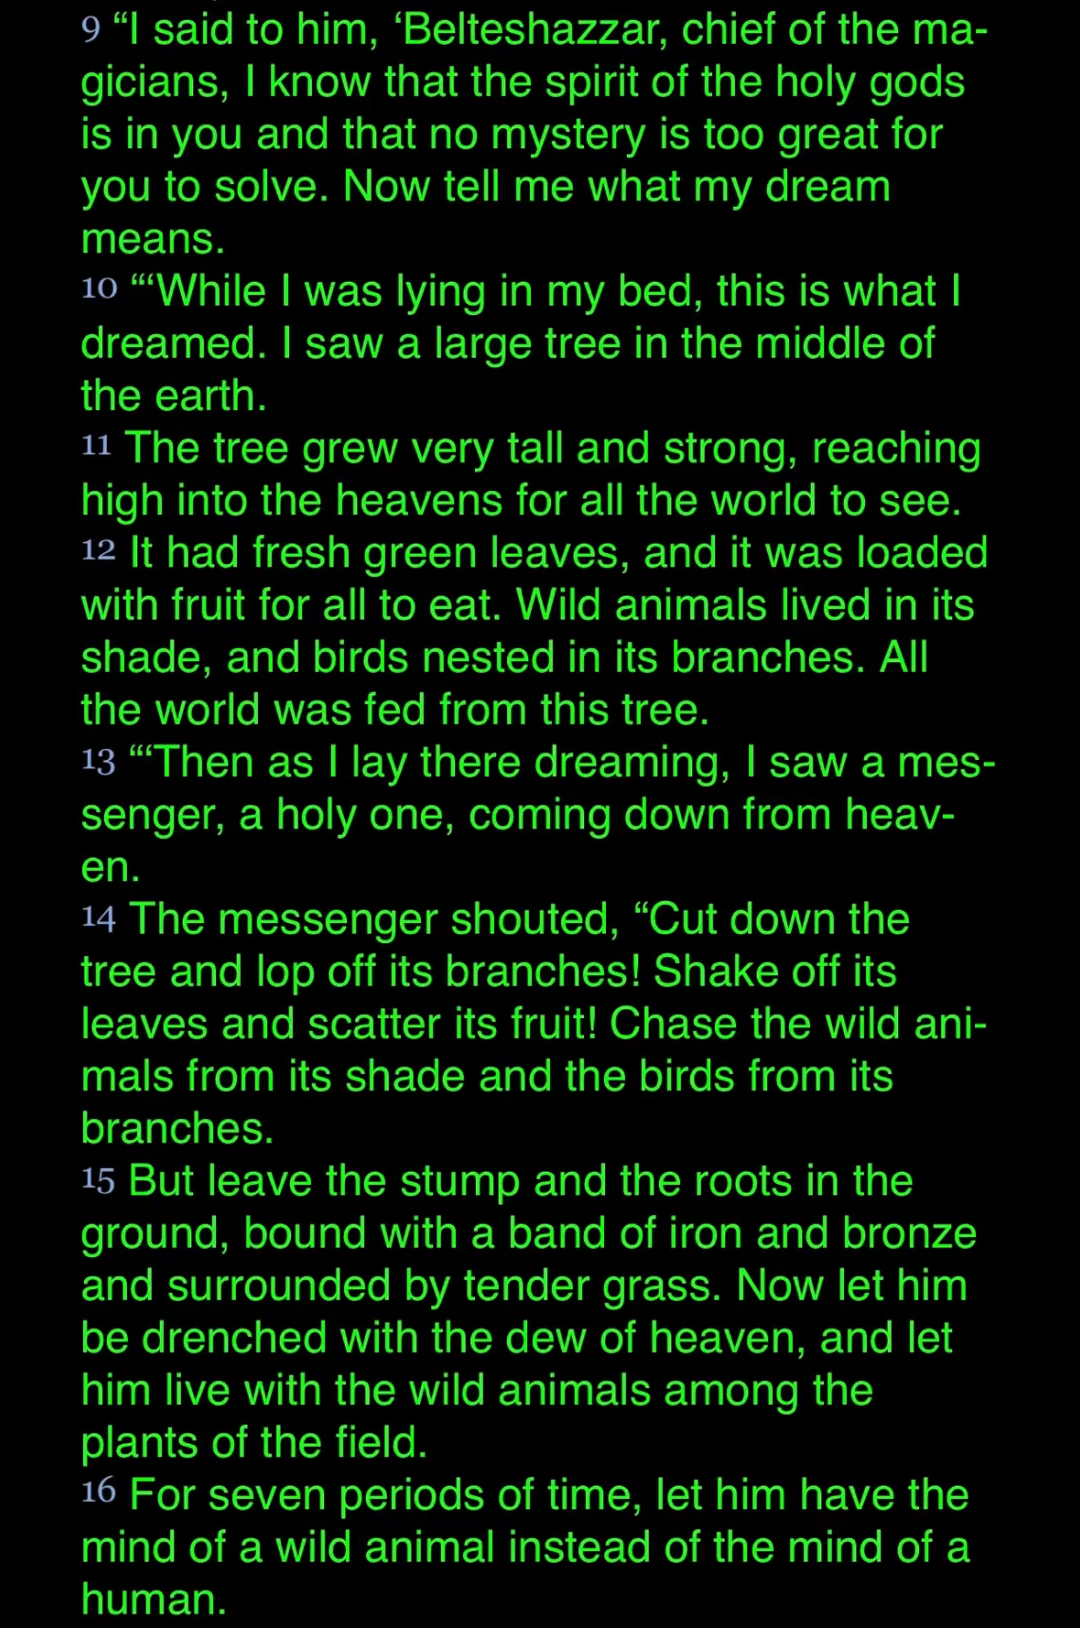 9 “I said to him, ‘Belteshazzar, chief of the ma-
gicians, I know that the spirit of the holy gods
is in you and that no mystery is too great for
you to solve. Now tell me what my dream
means.
10 “‘While I was lying in my bed, this is what I
dreamed. I saw a large tree in the middle of
the earth.
11 The tree grew very tall and strong, reaching
high into the heavens for all the world to see.
12 It had fresh green leaves, and it was loaded
with fruit for all to eat. Wild animals lived in its
shade, and birds nested in its branches. All
the world was fed from this tree.
13 “‘Then as I lay there dreaming, I saw a mes-
senger, a holy one, coming down from heav-
en.
14 The messenger shouted, “Cut down the
tree and lop off its branches! Shake off its
leaves and scatter its fruit! Chase the wild ani-
mals from its shade and the birds from its
branches.
15 But leave the stump and the roots in the
ground, bound with a band of iron and bronze
and surrounded by tender grass. Now let him
be drenched with the dew of heaven, and let
him live with the wild animals among the
plants of the field.
16 For seven periods of time, let him have the
mind of a wild animal instead of the mind of a
human.